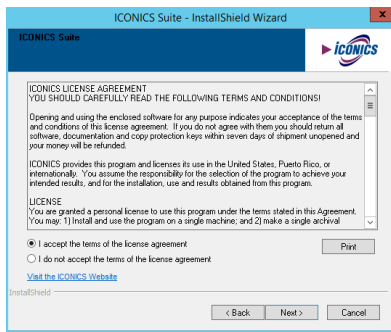 ICONICS Suite - InstallShield Wizard
x
ICONICS Suite
ICONICS
ICONICS LICENSE AGREEMENT
YOU SHOULD CAREFULLY READ THE FOLLOWING TERMS AND CONDITIONS!
Opening and using the enclosed software for any purpose indicates your acceptance of the terms
and conditions of this license agreement. If you do not agree with them you should return all
software, documentation and copy protection keys within seven days of shipment unopened and
your money will be refunded.
ICONICS provides this program and licenses its use in the United States, Puerto Rico, or
internationally. You assume the responsibility for the selection of the program to achieve your
intended results, and for the installation, use and results obtained from this program.
LICENSE
You are granted a personal license to use this program under the terms stated in this Agreement.
You may: 1) Install and use the program on a single machine; and 2) make a single archival
I accept the terms of the license agreement
Print
I do not accept the terms of the license agreement
Visit the ICONICS Website
InstallShield
< Back
Next >
Cancel